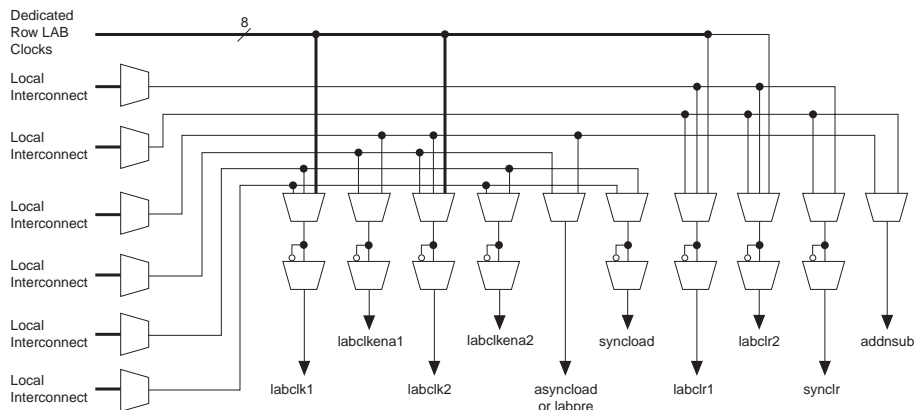 Dedicated
Row LAB
Clocks
8
Local
Interconnect
Local
Interconnect
Local
Interconnect
Local
Interconnect
Local
Interconnect
Local
Interconnect
labclkena1
labclkena2
syncload
labclr2
addnsub
labclk1
labclk2
asyncload
or labpre
labclr1
synclr